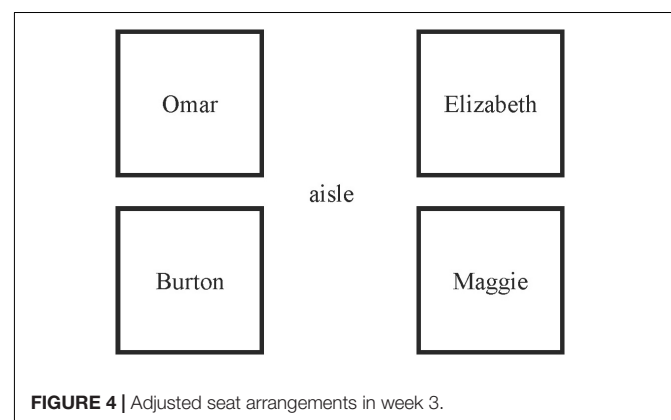 Omar
Elizabeth
aisle
Burton
Maggie
FIGURE 4 | Adjusted seat arrangements in week 3.